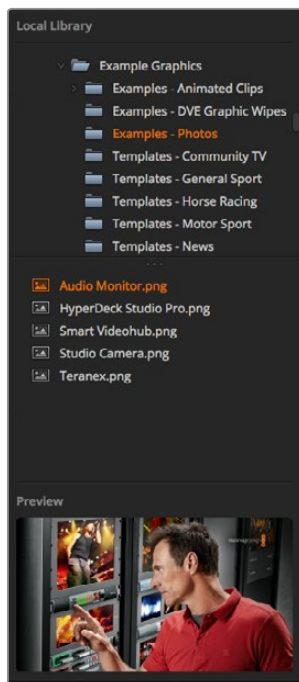 Local Library
Example Graphics
Examples - Animated Clips
Examples - DVE Graphic Wipes
Examples - Photos
Templates - Community TV
Templates - General Sport
Templates - Horse Racing
Templates - Motor Sport
Templates - News
Audio Monitor.png
HyperDeck Studio Pro.png
Smart Videohub.png
Studio Camera.png
Teranex.png
Preview